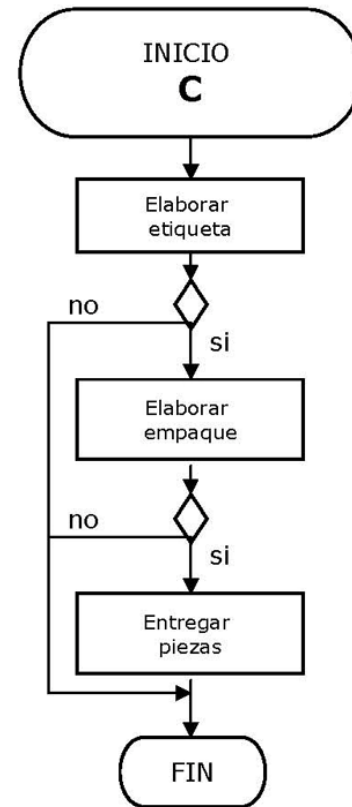 INICIO
C
Elaborar
etiqueta
no
si
Elaborar
empaque
no
si
Entregar
piezas
FIN